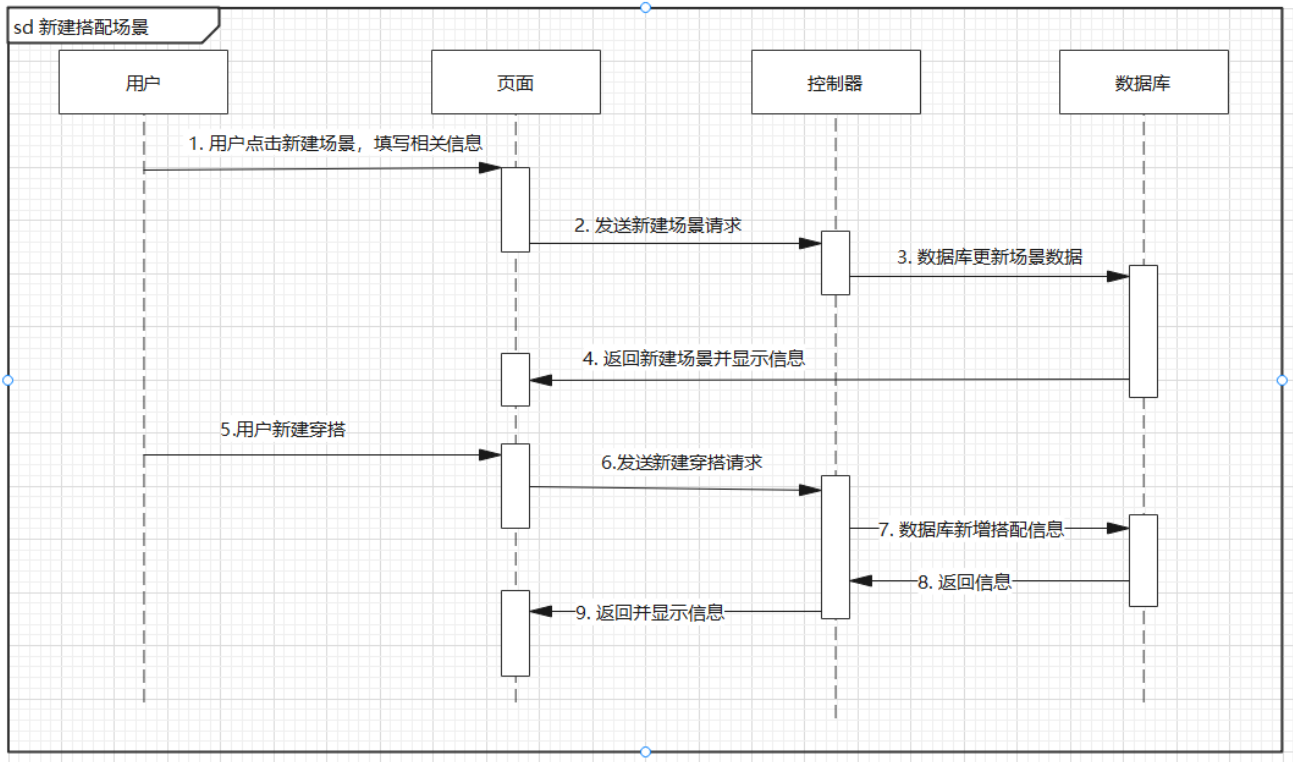 sd 新建搭配场景
用户
页面
控制器
数据库
1. 用户点击新建场景，填写相关信息
2. 发送新建场景请求
3. 数据库更新场景数据
4. 返回新建场景并显示信息
5.用户新建穿搭
6.发送新建穿搭请求
7. 数据库新增搭配信息
8. 返回信息
9. 返回并显示信息